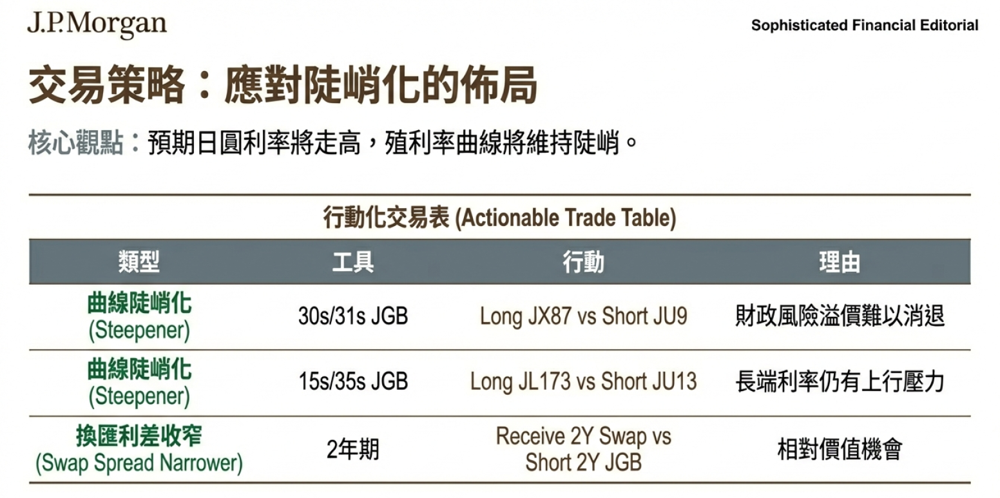 J.P.Morgan
Sophisticated Financial Editorial
交易策略：應對陡峭化的佈局
核心觀點：預期日圓利率將走高，殖利率曲線將維持陡峭。
行動化交易表 (Actionable Trade Table)
類型 工具 行動 理由
曲線陡峭化
(Steepener)
30s/31s JGB
Long JX87 vs Short JU9
財政風險溢價難以消退
曲線陡峭化
(Steepener)
15s/35s JGB
Long JL173 vs Short JU13
長端利率仍有上行壓力
換匯利差收窄
(Swap Spread Narrower)
2年期
Receive 2Y Swap vs
Short 2Y JGB
相對價值機會